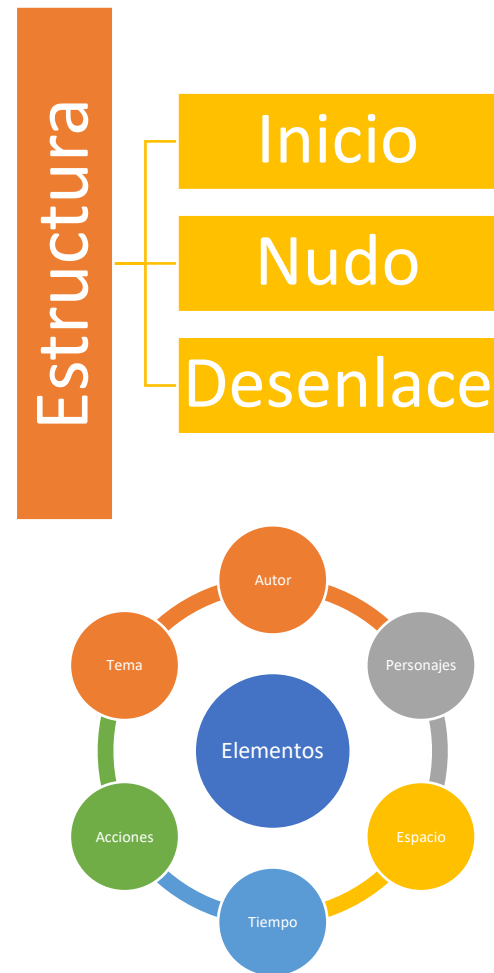 Estructura
Inicio
Nudo
Desenlace
Autor
Tema
Personajes
Elementos
Acciones
Espacio
Tiempo